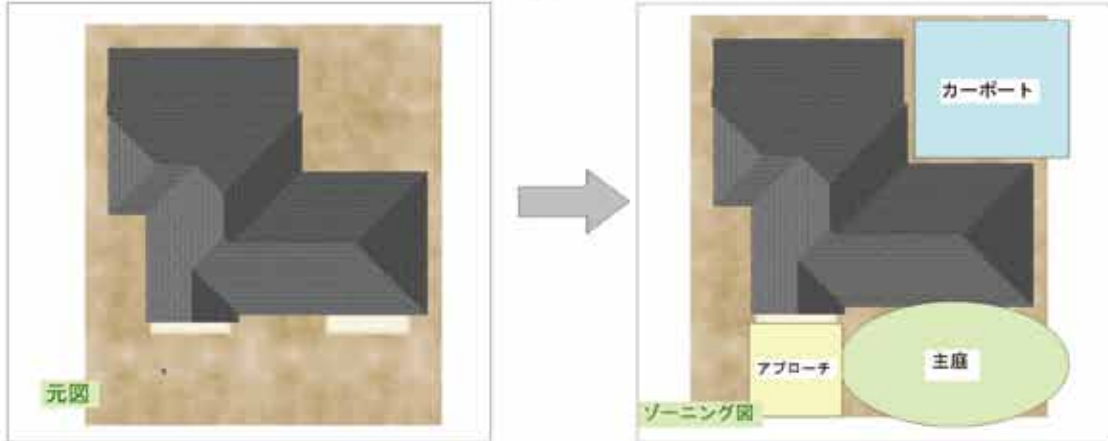 元図
カーポート
アプローチ
主庭
ゾーニング図